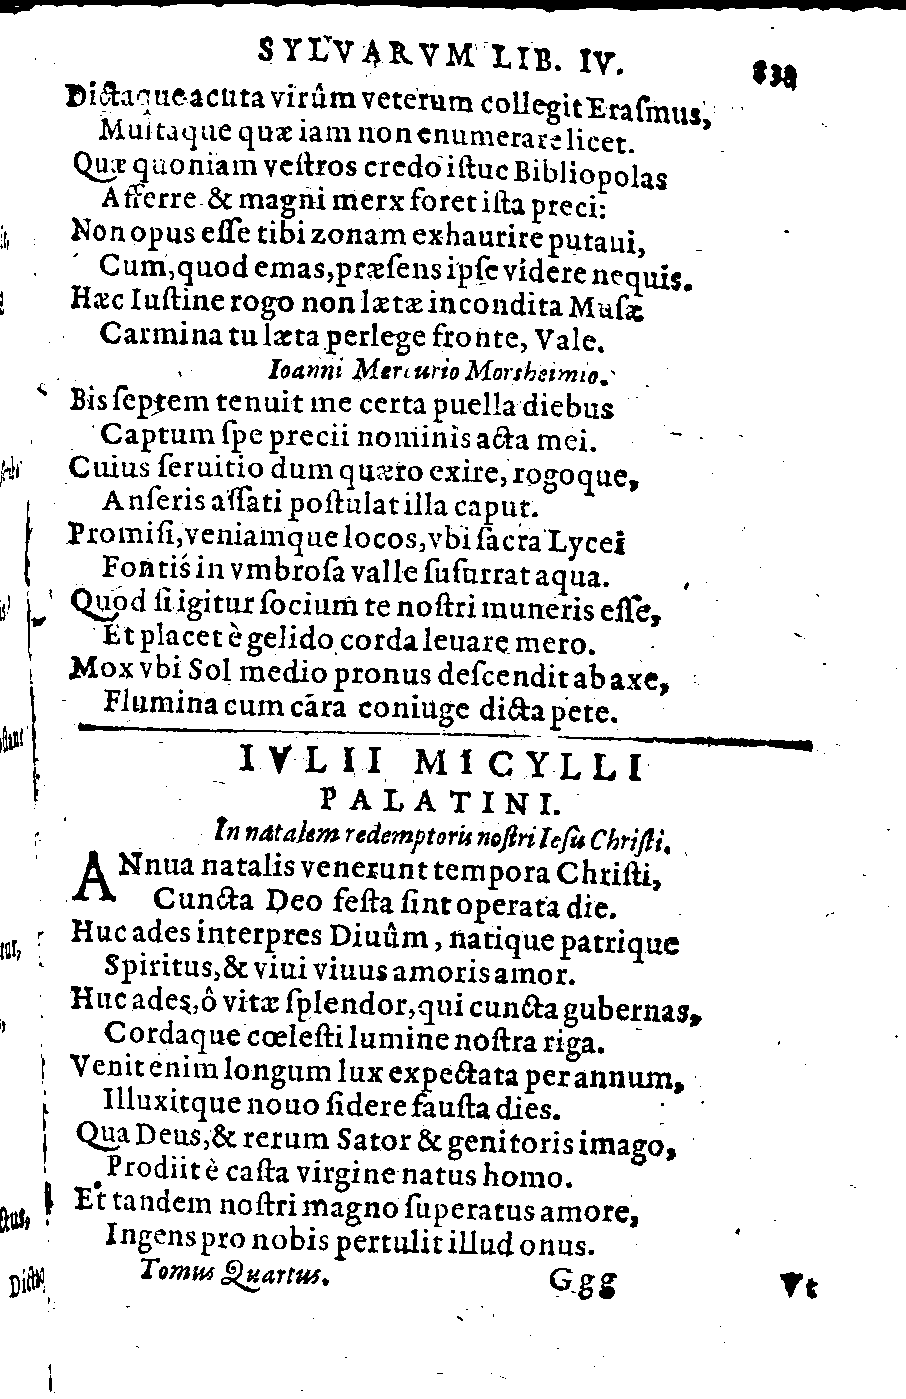 SYLVARVM LIB. IV.
Dictaque acuta virûm veterum collegit Eraſmus,
Multaque quæ iam non enumerare licet.
Quæ quoniam veſtros credo iſtuc Bibliopolas
Afferre & magni merx foret iſta preci:
Non opus eſſe tibi zonam exhaurire putaui,
Cum, quod emas, præſens ipſe videre nequis.
Hæc Iuſtine rogo non lætæ incondita Muſæ
Carmina tu læta perlege fronte, Vale.
Ioanni Mercurio Morsheimio.
Bis ſeptem tenuit me certa puella diebus
Captum ſpe precii nominis acta mei.
Cuius ſeruitio dum quæro exire, rogoque,
Anſeris aſſati poſtulat illa caput.
Promiſi, veniamque locos, vbi ſacra Lycei
Fontis in vmbroſa valle ſuſurrat aqua.
Quod ſi igitur ſocium te noſtri muneris eſſe,
Et placet è gelido corda leuare mero.
Mox vbi Sol medio pronus deſcendit ab axe,
Flumina cum cára coniuge dicta pete.
IVLII MICYLLI
PALATINI.
In natalem redemptoris noſtri Ieſu Chriſti.
ANnua natalis venerunt tempora Chriſti,
Cuncta Deo feſta ſint operata die.
Huc ades interpres Diuûm, natique patrique
Spiritus, & viui viuus amoris amor.
Huc ades, ô vitæ ſplendor, qui cuncta gubernas,
Cordaque cœleſti lumine noſtra riga.
Venit enim longum lux expectata per annum,
Illuxitque nouo ſidere fauſta dies.
Qua Deus, & rerum Sator & genitoris imago,
Prodiit è caſta virgine natus homo.
Et tandem noſtri magno ſuperatus amore,
Ingens pro nobis pertulit illud onus.
Tomus Quartus. Ggg Vt